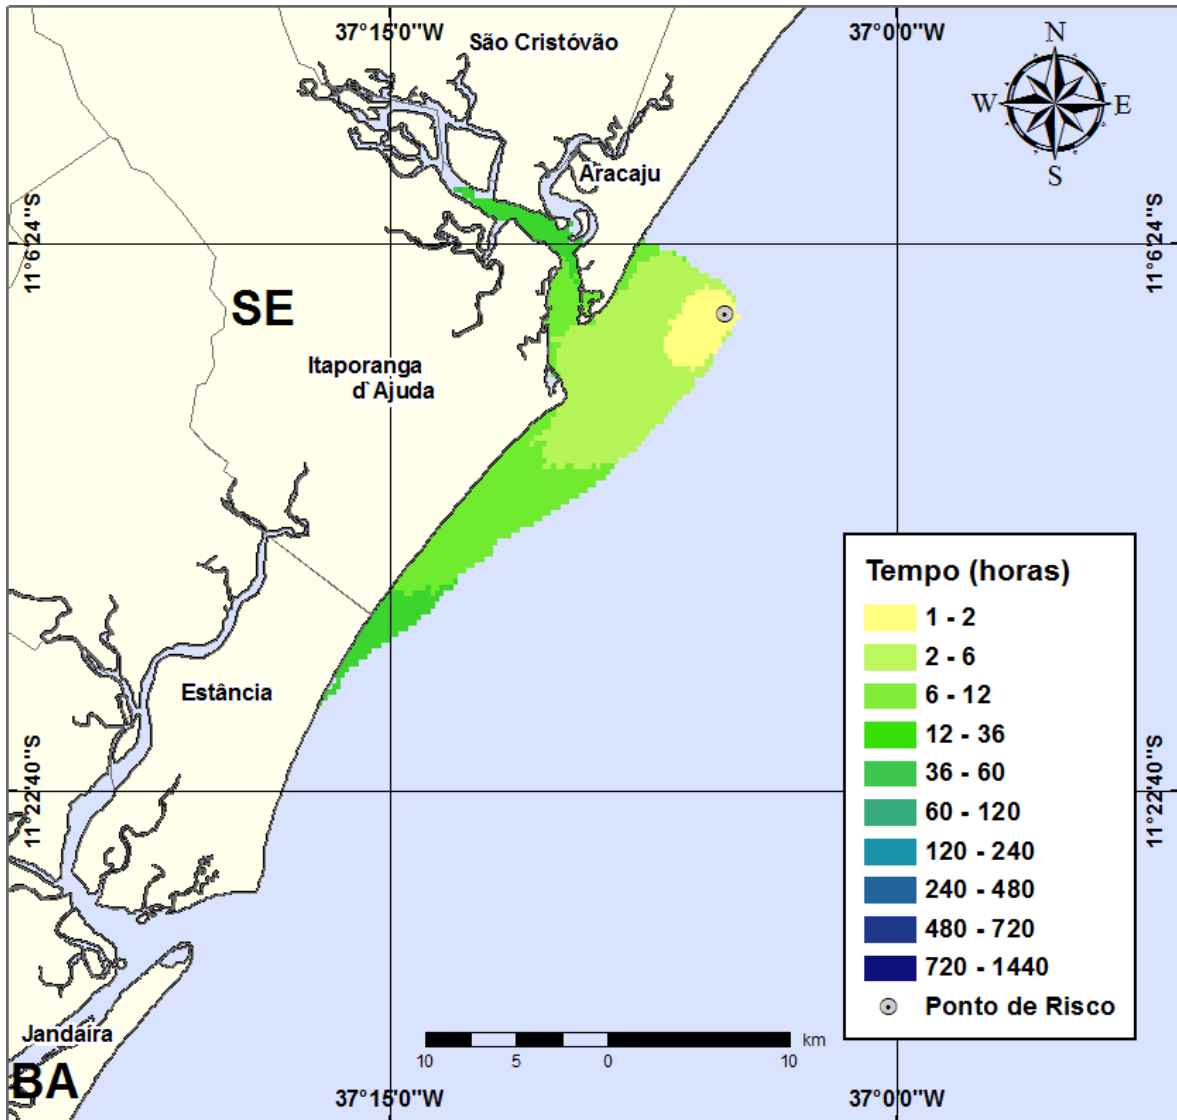 37°15'0"W
37°0'0"W
São Cristóvão
N
W
E
S
Aracaju
11°6'24"S
11°6'24"S
SE
Itaporanga
d`Ajuda
Tempo (horas)
1 - 2
2 - 6
6 - 12
12 - 36
36 - 60
60 - 120
120 - 240
240 - 480
480 - 720
720 - 1440
Ponto de Risco
Estância
11°22'40"S
11°22'40"S
Jandaíra
BA
km
10 5 0 10
37°15'0"W
37°0'0"W